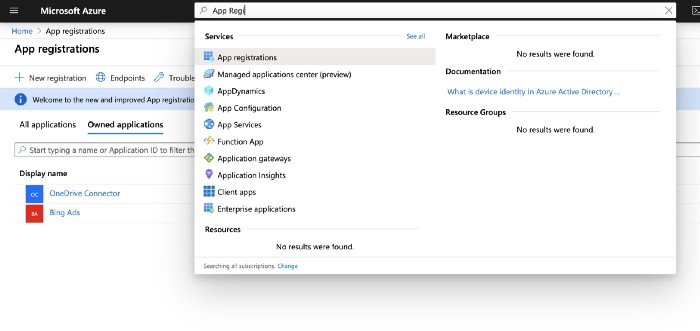 Microsoft Azure
App Regi
Home > App registrations
App registrations
New registration
Endpoints
Trouble
Welcome to the new and improved App registratio
All applications
Owned applications
Start typing a name or Application ID to filter th
Display name
OC
OneDrive Connector
BA
Bing Ads
Services
See all
App registrations
Managed applications center (preview)
AppDynamics
App Configuration
App Services
Function App
Application gateways
Application Insights
Client apps
Enterprise applications
Resources
No results were found.
Marketplace
No results were found.
Documentation
What is device identity in Azure Active Directory ...
Resource Groups
No results were found.
Searching all subscriptions. Change